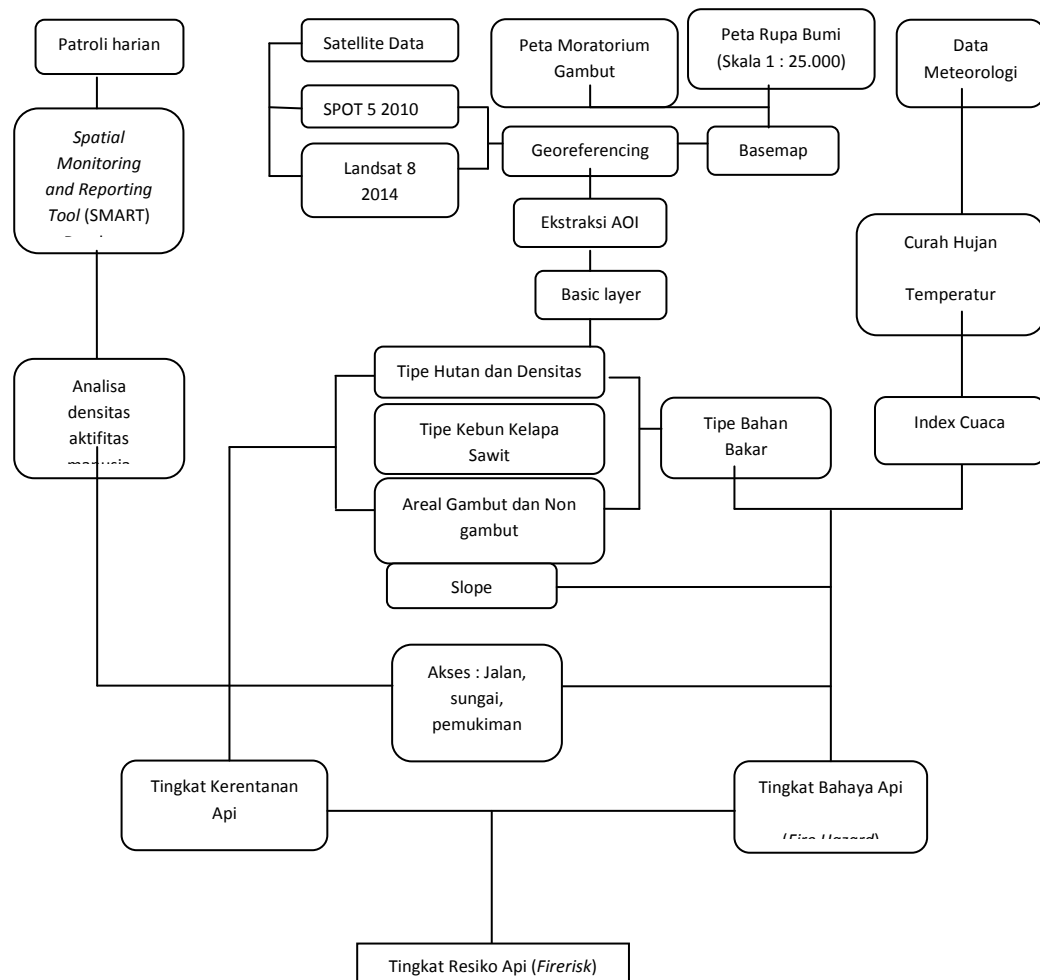 Patroli harian
Satellite Data
Peta Moratorium
Gambut
Peta Rupa Bumi
(Skala 1 : 25.000)
Data
Meteorologi
Spatial
Monitoring
and Reporting
Tool (SMART)
SPOT 5 2010
Landsat 8
2014
Georeferencing
Basemap
Ekstraksi AOI
Basic layer
Curah Hujan
Temperatur
Analisa
densitas
aktifitas
manusia
Tipe Hutan dan Densitas
Tipe Kebun Kelapa
Sawit
Areal Gambut dan Non
gambut
Slope
Tipe Bahan
Bakar
Index Cuaca
Akses : Jalan,
sungai,
pemukiman
Tingkat Kerentanan
Api
Tingkat Bahaya Api
(Fire Hazard)
Tingkat Resiko Api (Firerisk)